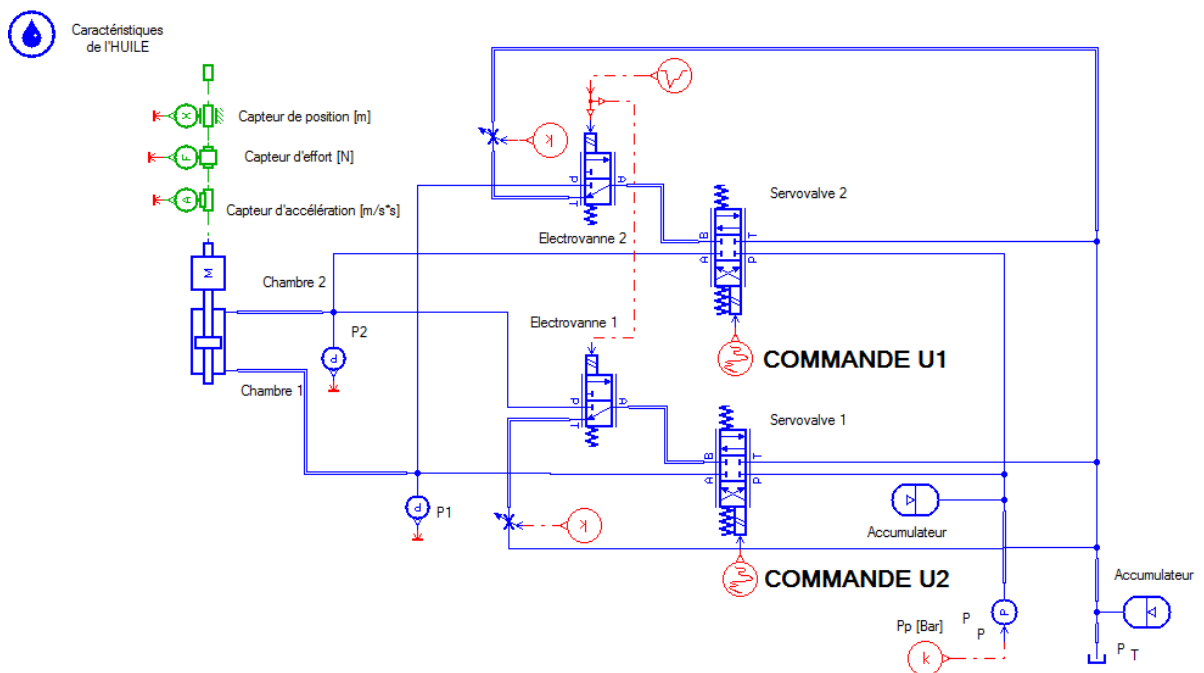 Caractéristiques
de l'HUILE
X
Capteur de position [m]
k
F
Capteur d'effort [N]
A
Capteur d'accélération [m/s*s]
P
A
T
Servovalve 2
Electrovanne 2
B
T
A
P
M
Chambre 2
Electrovanne 1
P2
P
COMMANDE U1
Chambre 1
P
A
T
Servovalve 1
B
T
A
P
P
P1
k
Accumulateur
COMMANDE U2
Accumulateur
Pp [Bar]
P
P
P
k
P
T